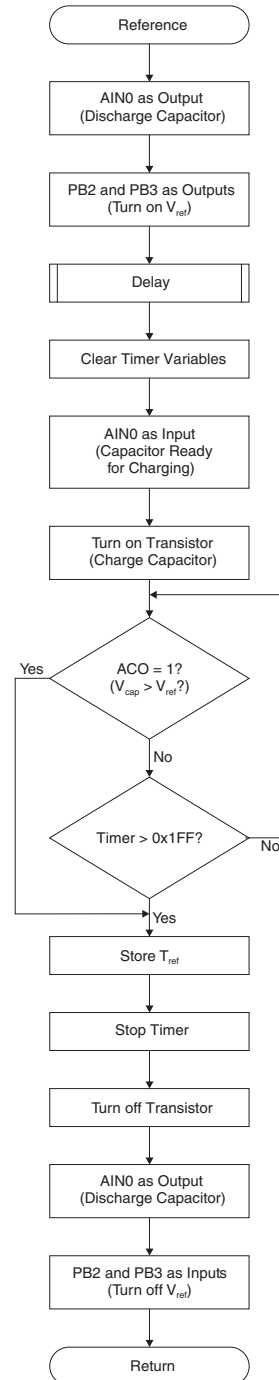 Reference
AIN0 as Output
(Discharge Capacitor)
PB2 and PB3 as Outputs
(Turn on Vref)
Delay
Clear Timer Variables
AIN0 as Input
(Capacitor Ready
for Charging)
Turn on Transistor
(Charge Capacitor)
Yes
ACO = 1?
(Vcap > Vref?)
No
Timer > 0x1FF?
No
Yes
Store Tref
Stop Timer
Turn off Transistor
AIN0 as Output
(Discharge Capacitor)
PB2 and PB3 as Inputs
(Turn off Vref)
Return